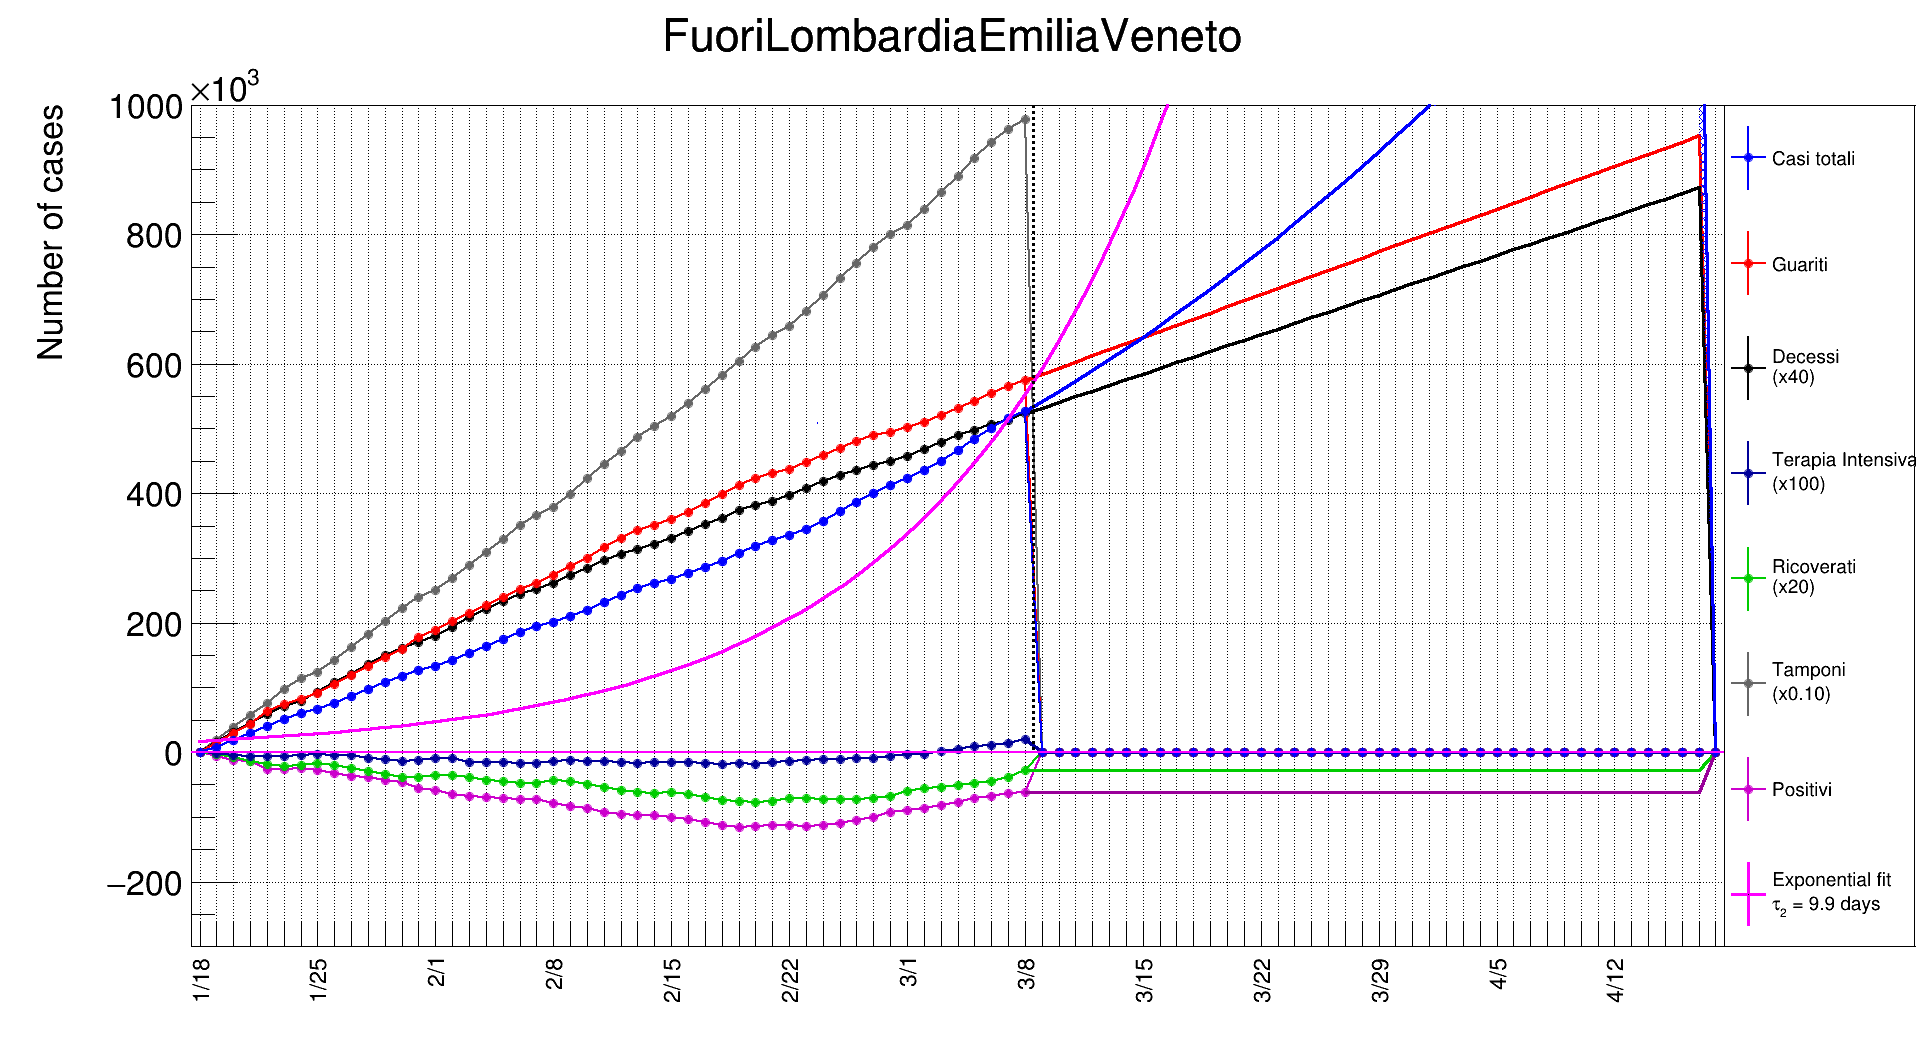 FuoriLombardiaEmiliaVeneto
×10³
Number of cases
1000
800
600
400
200
0
−200
1/18
1/25
2/1
2/8
2/15
2/22
3/1
3/8
3/15
3/22
3/29
4/5
4/12
Casi totali
Guariti
Decessi
(x40)
Terapia Intensiva
(x100)
Ricoverati
(x20)
Tamponi
(x0.10)
Positivi
Exponential fit
τ₂ = 9.9 days